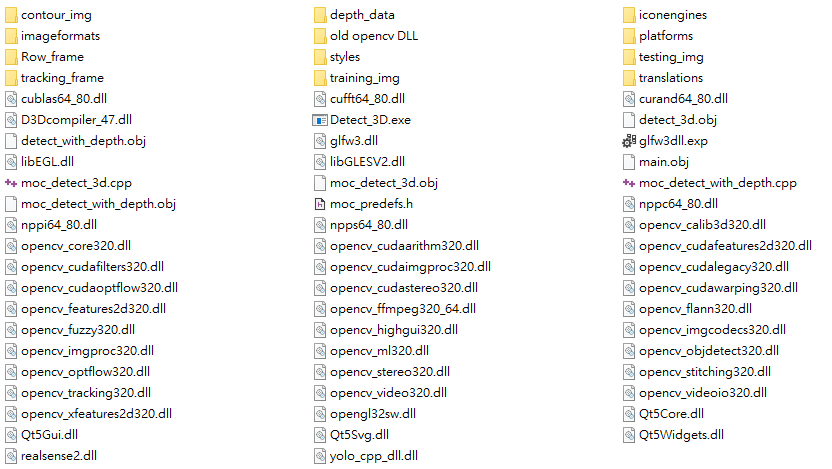 contour_img depth_data iconengines
imageformats old opencv DLL platforms
Row_frame styles testing_img
tracking_frame training_img translations
cublas64_80.dll cufft64_80.dll curand64_80.dll
D3Dcompiler_47.dll Detect_3D.exe detect_3d.obj
detect_with_depth.obj glfw3.dll glfw3dll.exp
libEGL.dll libGLESV2.dll main.obj
moc_detect_3d.cpp moc_detect_3d.obj moc_detect_with_depth.cpp
moc_detect_with_depth.obj moc_predefs.h nppc64_80.dll
nppi64_80.dll npps64_80.dll opencv_calib3d320.dll
opencv_core320.dll opencv_cudaarithm320.dll opencv_cudafeatures2d320.dll
opencv_cudafilters320.dll opencv_cudaimgproc320.dll opencv_cudalegacy320.dll
opencv_cudaoptflow320.dll opencv_cudastereo320.dll opencv_cudawarping320.dll
opencv_features2d320.dll opencv_ffmpeg320_64.dll opencv_flann320.dll
opencv_fuzzy320.dll opencv_highgui320.dll opencv_imgcodecs320.dll
opencv_imgproc320.dll opencv_ml320.dll opencv_objdetect320.dll
opencv_optflow320.dll opencv_stereo320.dll opencv_stitching320.dll
opencv_tracking320.dll opencv_video320.dll opencv_videoio320.dll
opencv_xfeatures2d320.dll opengl32sw.dll Qt5Core.dll
Qt5Gui.dll Qt5Svg.dll Qt5Widgets.dll
realsense2.dll yolo_cpp_dll.dll